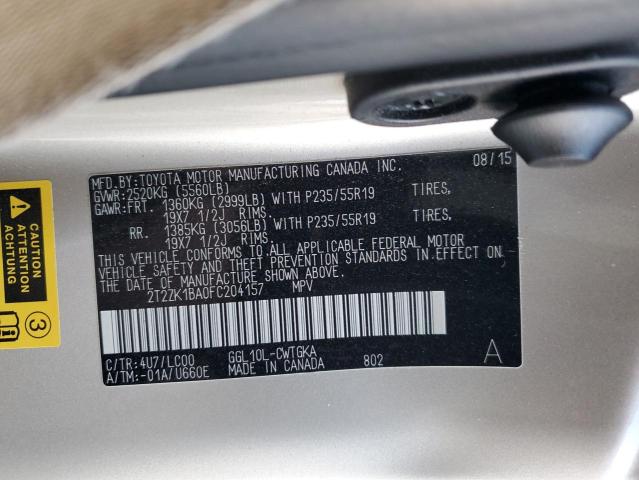 MFD.BY:TOYOTA MOTOR MANUFACTURING CANADA INC. 08/15
GVWR:2520KG (5560LB)
GAWR:FRT. 1360KG (2999LB) WITH P235/55R19 TIRES,
19X7 1/2J RIMS.
RR. 1385KG (3056LB) WITH P235/55R19 TIRES,
19X7 1/2J RIMS.
THIS VEHICLE CONFORMS TO ALL APPLICABLE FEDERAL MOTOR
VEHICLE SAFETY AND THEFT PREVENTION STANDARDS IN EFFECT ON
THE DATE OF MANUFACTURE SHOWN ABOVE.
2T2ZK1BA0FC204157 MPV
C/TR:4U7/LC00 GGL10L-CWTGKA A
A/TM:-01A/U660E MADE IN CANADA 802
CAUTION
ATTENTION
ACHTUNG
3